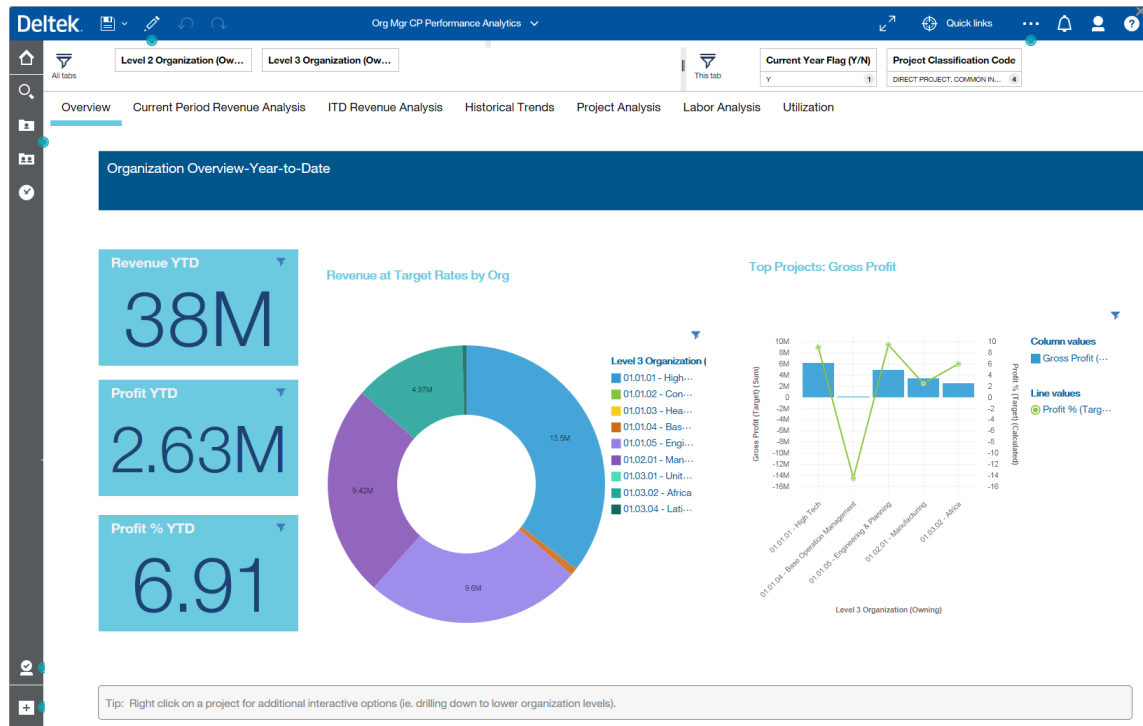 Deltek.
Org Mgr CP Performance Analytics
Quick links
All tabs
Level 2 Organization (Ow...
Level 3 Organization (Ow...
This tab
Current Year Flag (Y/N)
Y
1
Project Classification Code
DIRECT PROJECT, COMMON IN...
4
Overview
Current Period Revenue Analysis
ITD Revenue Analysis
Historical Trends
Project Analysis
Labor Analysis
Utilization
Organization Overview-Year-to-Date
Revenue YTD
38M
Profit YTD
2.63M
Profit % YTD
6.91
Revenue at Target Rates by Org
4.97M
13.5M
9.42M
9.6M
Level 3 Organization (
01.01.01 - High···
01.01.02 - Con···
01.01.03 - Hea···
01.01.04 - Bas···
01.01.05 - Engi···
01.02.01 - Man···
01.03.01 - Unit···
01.03.02 - Africa
01.03.04 - Lati···
Top Projects: Gross Profit
Gross Profit (Target) (Sum)
10M
8M
6M
4M
2M
0
-2M
-4M
-6M
-8M
-10M
-12M
-14M
-16M
10
8
6
4
2
0
-2
-4
-6
-8
-10
-12
-14
-16
Profit % (Target) (Calculated)
01.01.01 - High Tech
01.01.04 - Base Operation Management
01.01.05 - Engineering & Planning
01.02.01 - Manufacturing
01.03.02 - Africa
Level 3 Organization (Owning)
Column values
Gross Profit (···
Line values
Profit % (Targ···
Tip: Right click on a project for additional interactive options (ie. drilling down to lower organization levels).